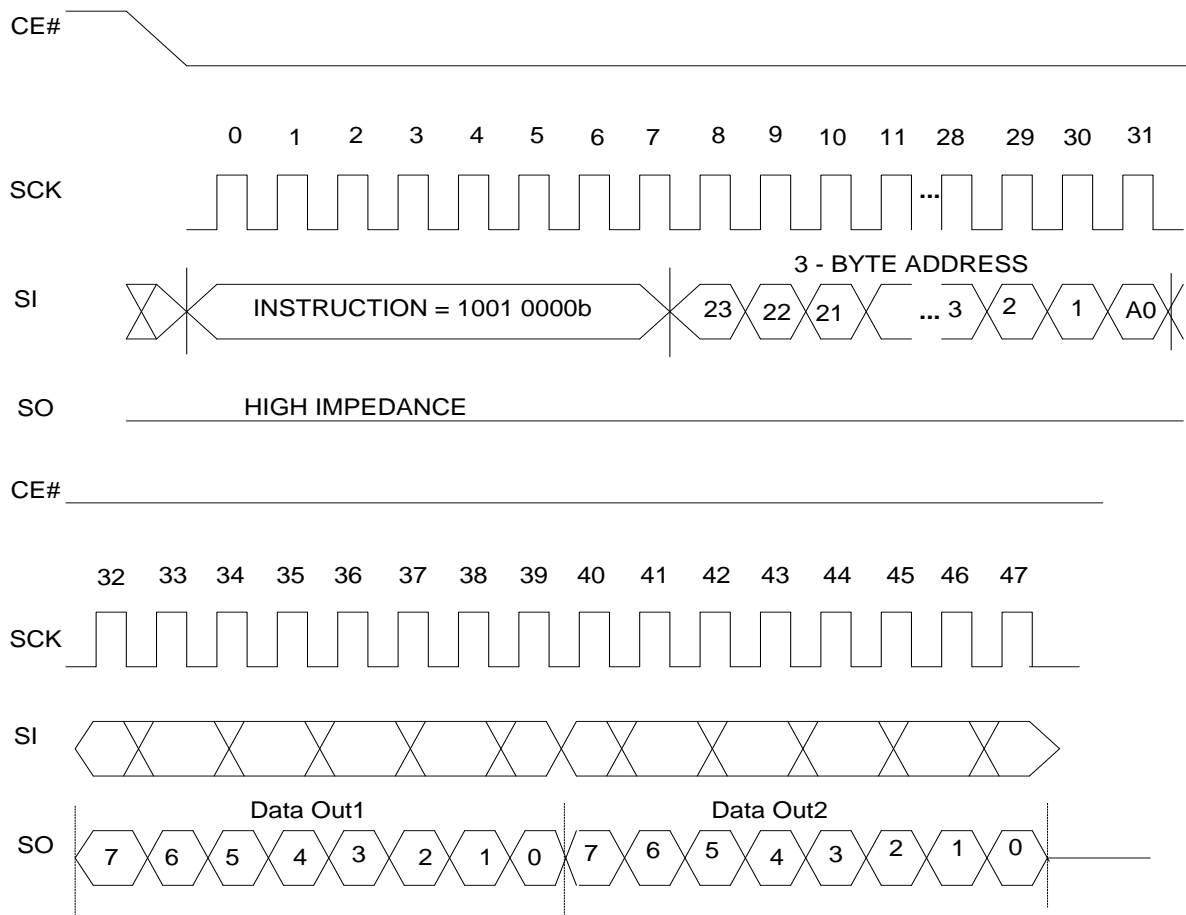 CE#
0 1 2 3 4 5 6 7 8 9 10 11 28 29 30 31
SCK ...
3 - BYTE ADDRESS
SI INSTRUCTION = 1001 0000b 23 22 21 ... 3 2 1 A0
SO HIGH IMPEDANCE
CE#
32 33 34 35 36 37 38 39 40 41 42 43 44 45 46 47
SCK
SI
Data Out1 Data Out2
SO 7 6 5 4 3 2 1 0 7 6 5 4 3 2 1 0